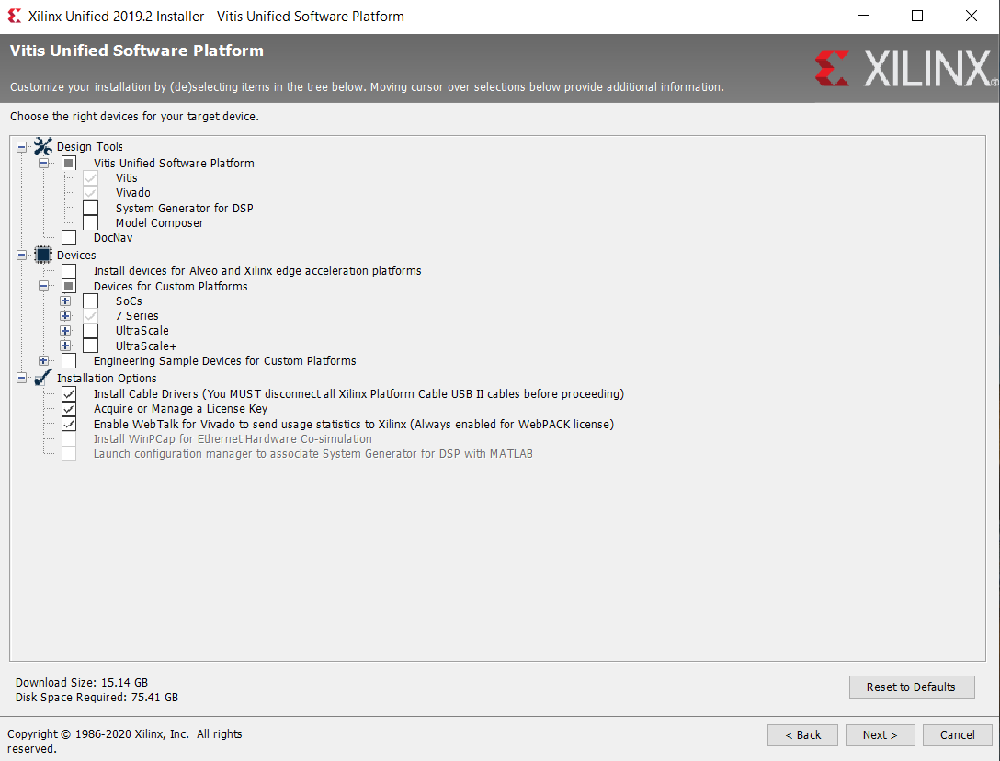 Xilinx Unified 2019.2 Installer - Vitis Unified Software Platform
Vitis Unified Software Platform
Customize your installation by (de)selecting items in the tree below. Moving cursor over selections below provide additional information.
XILINX®
Choose the right devices for your target device.
Design Tools
Vitis Unified Software Platform
Vitis
Vivado
System Generator for DSP
Model Composer
DocNav
Devices
Install devices for Alveo and Xilinx edge acceleration platforms
Devices for Custom Platforms
SoCs
7 Series
UltraScale
UltraScale+
Engineering Sample Devices for Custom Platforms
Installation Options
Install Cable Drivers (You MUST disconnect all Xilinx Platform Cable USB II cables before proceeding)
Acquire or Manage a License Key
Enable WebTalk for Vivado to send usage statistics to Xilinx (Always enabled for WebPACK license)
Install WinPCap for Ethernet Hardware Co-simulation
Launch configuration manager to associate System Generator for DSP with MATLAB
Download Size: 15.14 GB
Disk Space Required: 75.41 GB
Reset to Defaults
Copyright © 1986-2020 Xilinx, Inc. All rights
reserved.
< Back
Next >
Cancel